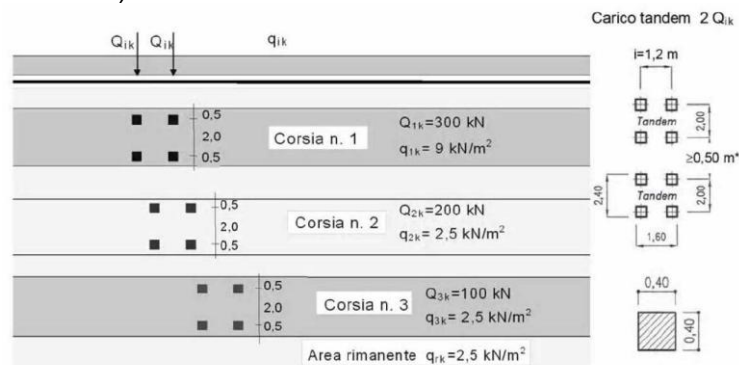 Carico tandem 2 Qik
Qik Qik qik
i=1,2 m
0,5
2,0
0,5
Corsia n. 1
Q1k=300 kN
q1k= 9 kN/m²
Tandem
2,00
≥0,50 m*
0,5
2,0
0,5
Corsia n. 2
Q2k=200 kN
q2k= 2,5 kN/m²
2,40
Tandem
2,00
1,60
0,5
2,0
0,5
Corsia n. 3
Q3k=100 kN
q3k= 2,5 kN/m²
0,40
0,40
Area rimanente qrk=2,5 kN/m²